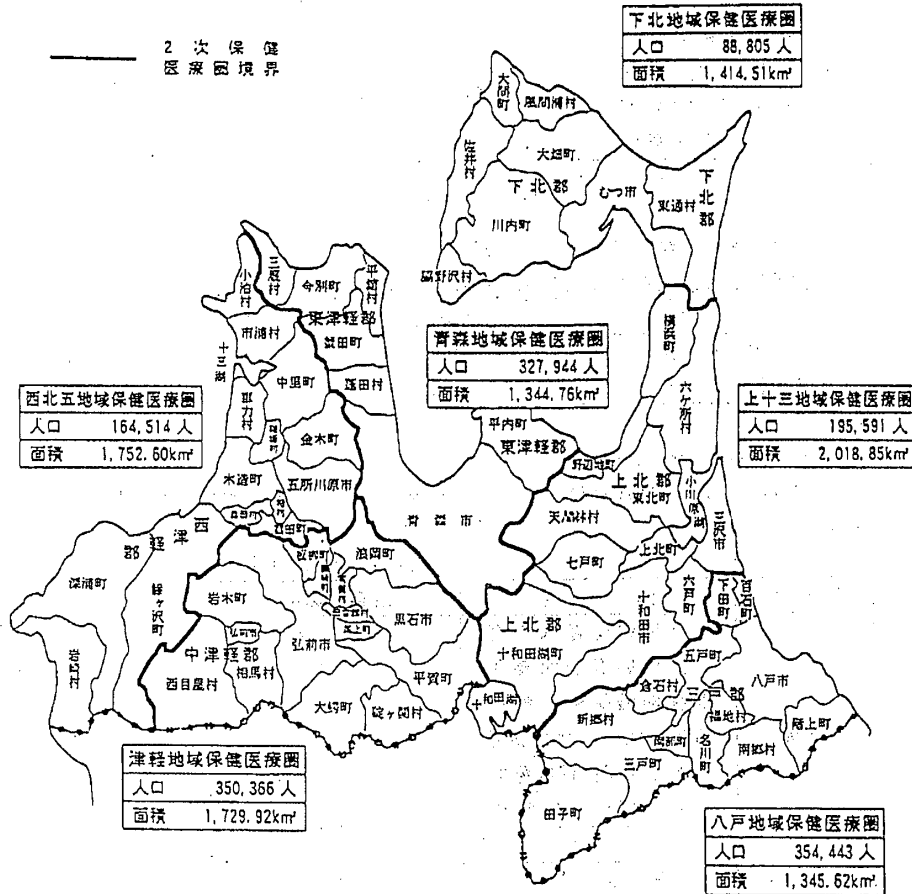 2次保健
医療圏境界
下北地域保健医療圏
人口 88,805人
面積 1,414.51km²
大間町
風間浦村
佐井村
大畑町
下北郡
むつ市
東通村
下北郡
川内町
脇野沢村
小泊村
三厩村
今別町
平舘村
東津軽郡
市浦村
蟹田町
十三湖
中里町
蓬田村
車力村
金木町
木造町
五所川原市
青森地域保健医療圏
人口 327,944人
面積 1,344.76km²
西北五地域保健医療圏
人口 164,514人
面積 1,752.60km²
上十三地域保健医療圏
人口 195,591人
面積 2,018.85km²
横浜町
六ケ所村
平内町
東津軽郡
野辺地町
上北郡
東北町
小川原湖
天間林村
三沢市
青森市
七戸町
上北町
六戸町
下田町
百石町
十和田市
上北郡
十和田湖町
西津軽郡
深浦町
鰺ヶ沢町
岩崎村
板柳町
浪岡町
岩木町
黒石市
弘前市
弘前市
中津軽郡
西目屋村
相馬村
尾上町
平賀町
大鰐町
碇ヶ関村
十和田湖
五戸町
倉石村
三戸郡
八戸市
新郷村
福地村
階上町
南部町
名川町
南郷村
三戸町
田子町
津軽地域保健医療圏
人口 350,366人
面積 1,729.92km²
八戸地域保健医療圏
人口 354,443人
面積 1,345.62km²